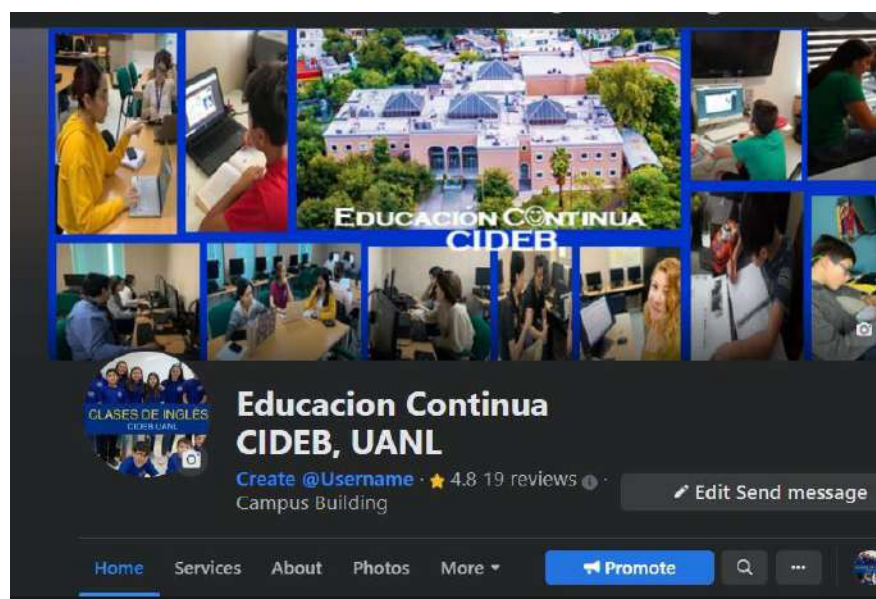 EDUCACIÓN CONTINUA
CIDEB.
CLASES DE INGLÉS
CIDEB UANL
Educacion Continua
CIDEB, UANL
Create @Username · 4.8 19 reviews ·
Campus Building
Edit Send message
Home Services About Photos More Promote